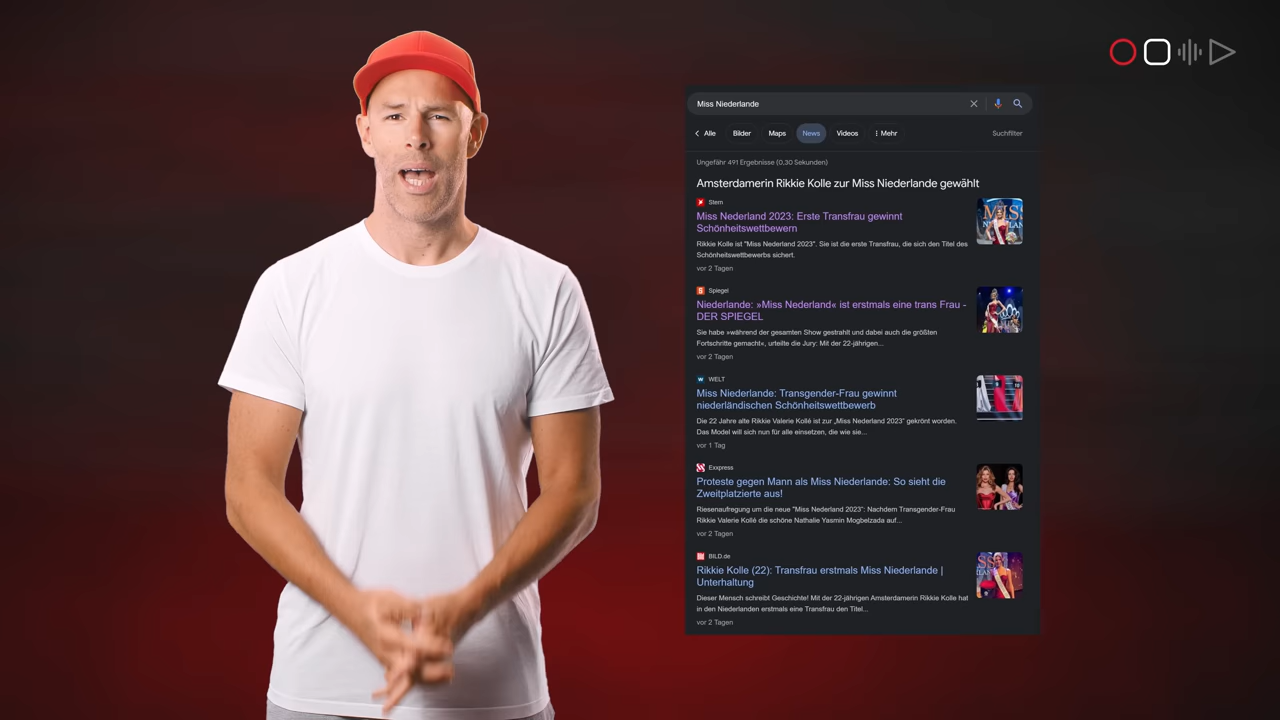 Miss Niederlande
Alle Bilder Maps News Videos Mehr Suchfilter
Ungefähr 491 Ergebnisse (0,30 Sekunden)
Amsterdamerin Rikkie Kolle zur Miss Niederlande gewählt
Stern
Miss Nederland 2023: Erste Transfrau gewinnt
Schönheitswettbewern
Rikkie Kolle ist "Miss Nederland 2023". Sie ist die erste Transfrau, die sich den Titel des
Schönheitswettbewerbs sichert.
vor 2 Tagen
MISS
Spiegel
Niederlande: »Miss Nederland« ist erstmals eine trans Frau -
DER SPIEGEL
Sie habe »während der gesamten Show gestrahlt und dabei auch die größten
Fortschritte gemacht«, urteilte die Jury: Mit der 22-jährigen...
vor 2 Tagen
WELT
Miss Niederlande: Transgender-Frau gewinnt
niederländischen Schönheitswettbewerb
Die 22 Jahre alte Rikkie Valerie Kollé ist zur „Miss Nederland 2023" gekrönt worden.
Das Model will sich nun für alle einsetzen, die wie sie...
vor 1 Tag
Exxpress
Proteste gegen Mann als Miss Niederlande: So sieht die
Zweitplatzierte aus!
Riesenaufregung um die neue "Miss Nederland 2023": Nachdem Transgender-Frau
Rikkie Valerie Kollé die schöne Nathalie Yasmin Mogbelzada auf...
vor 2 Tagen
BILD.de
Rikkie Kolle (22): Transfrau erstmals Miss Niederlande |
Unterhaltung
Dieser Mensch schreibt Geschichte! Mit der 22-jährigen Amsterdamerin Rikkie Kolle hat
in den Niederlanden erstmals eine Transfrau den Titel...
vor 2 Tagen